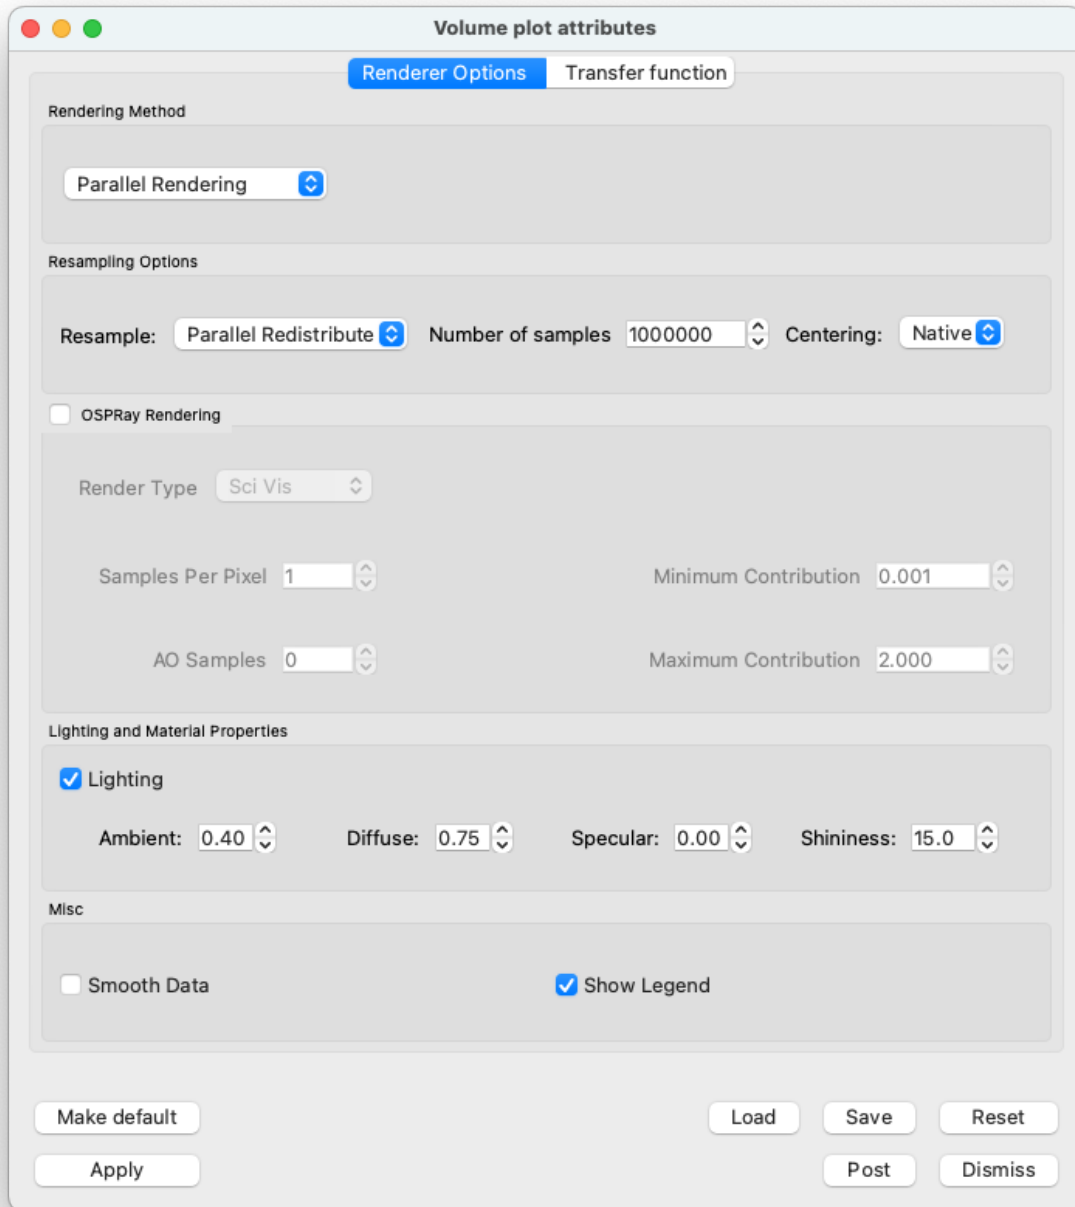 Volume plot attributes
Renderer Options Transfer function
Rendering Method
Parallel Rendering
Resampling Options
Resample: Parallel Redistribute Number of samples 1000000 Centering: Native
OSPRay Rendering
Render Type Sci Vis
Samples Per Pixel 1 Minimum Contribution 0.001
AO Samples 0 Maximum Contribution 2.000
Lighting and Material Properties
Lighting
Ambient: 0.40 Diffuse: 0.75 Specular: 0.00 Shininess: 15.0
Misc
Smooth Data Show Legend
Make default Load Save Reset
Apply Post Dismiss